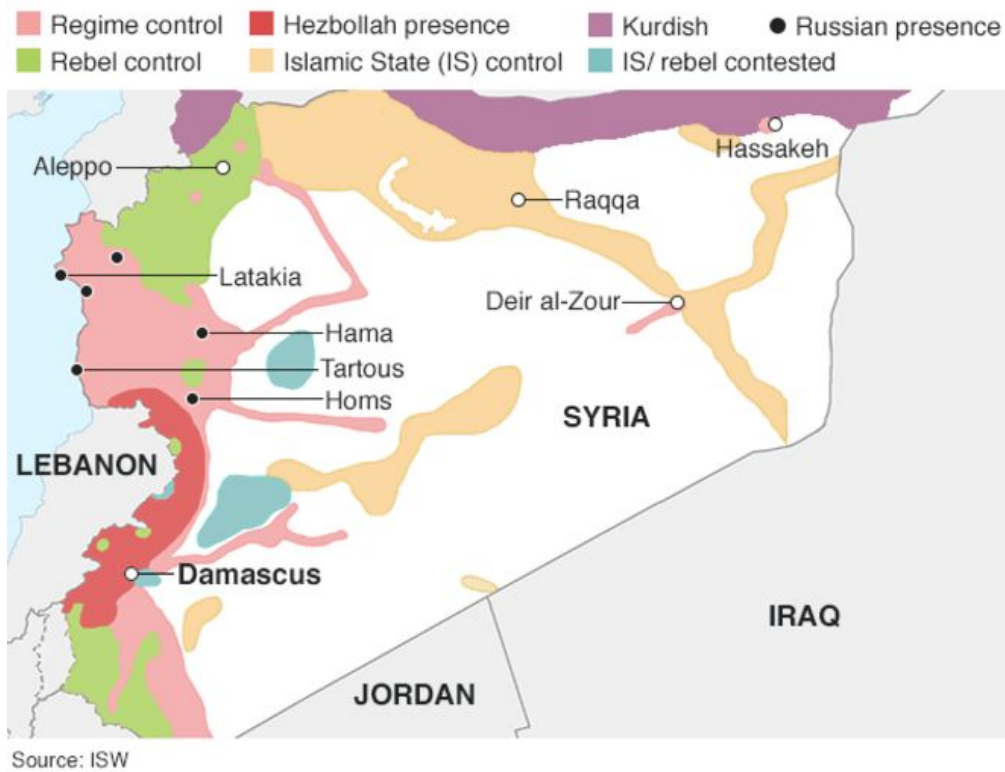 Regime control
Hezbollah presence
Kurdish
Russian presence
Rebel control
Islamic State (IS) control
IS/ rebel contested
Aleppo
Hassakeh
Raqqa
Latakia
Deir al-Zour
Hama
Tartous
Homs
SYRIA
LEBANON
Damascus
IRAQ
JORDAN
Source: ISW